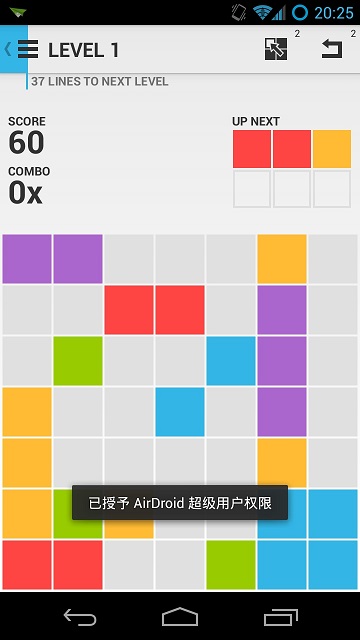 20:25
LEVEL 1
2
2
37 LINES TO NEXT LEVEL
SCORE
60
COMBO
0x
UP NEXT
已授予 AirDroid 超级用户权限